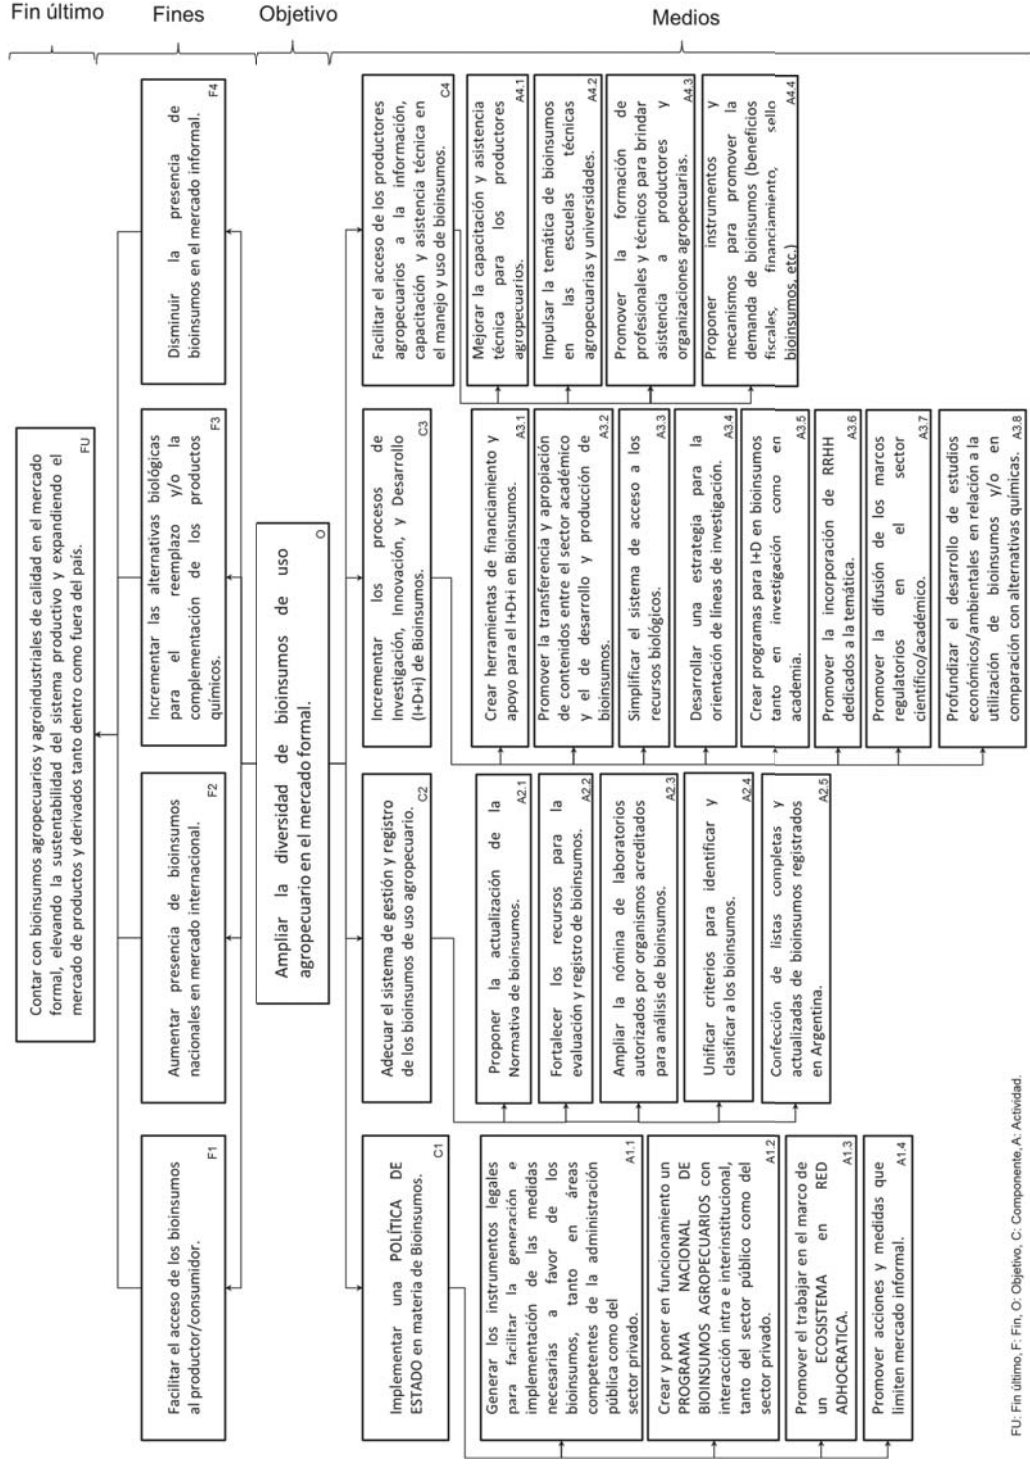 Fin último
Fines
Objetivo
Medios
Contar con bioinsumos agropecuarios y agroindustriales de calidad en el mercado
formal, elevando la sustentabilidad del sistema productivo y expandiendo el
mercado de productos y derivados tanto dentro como fuera del país.
FU
Facilitar el acceso de los bioinsumos
al productor/consumidor.
F1
Aumentar presencia de bioinsumos
nacionales en mercado internacional.
F2
Incrementar las alternativas biológicas
para el reemplazo y/o la
complementación de los productos
químicos.
F3
Disminuir la presencia de
bioinsumos en el mercado informal.
F4
Ampliar la diversidad de bioinsumos de uso
agropecuario en el mercado formal.
O
Implementar una POLÍTICA DE
ESTADO en materia de Bioinsumos.
C1
Adecuar el sistema de gestión y registro
de los bioinsumos de uso agropecuario.
C2
Incrementar los procesos de
Investigación, Innovación, y Desarrollo
(I+D+i) de Bioinsumos.
C3
Facilitar el acceso de los productores
agropecuarios a la información,
capacitación y asistencia técnica en
el manejo y uso de bioinsumos.
C4
Generar los instrumentos legales
para facilitar la generación e
implementación de las medidas
necesarias a favor de los
bioinsumos, tanto en áreas
competentes de la administración
pública como del
sector privado.
A1.1
Crear y poner en funcionamiento un
PROGRAMA NACIONAL DE
BIOINSUMOS AGROPECUARIOS con
interacción intra e interinstitucional,
tanto del sector público como del
sector privado.
A1.2
Promover el trabajar en el marco de
un ECOSISTEMA en RED
ADHOCRATICA.
A1.3
Promover acciones y medidas que
limiten mercado informal.
A1.4
Proponer la actualización de la
Normativa de bioinsumos.
A2.1
Fortalecer los recursos para la
evaluación y registro de bioinsumos.
A2.2
Ampliar la nómina de laboratorios
autorizados por organismos acreditados
para análisis de bioinsumos.
A2.3
Unificar criterios para identificar y
clasificar a los bioinsumos.
A2.4
Confección de listas completas y
actualizadas de bioinsumos registrados
en Argentina.
A2.5
Crear herramientas de financiamiento y
apoyo para el I+D+i en Bioinsumos.
A3.1
Promover la transferencia y apropiación
de contenidos entre el sector académico
y el de desarrollo y producción de
bioinsumos.
A3.2
Simplificar el sistema de acceso a los
recursos biológicos.
A3.3
Desarrollar una estrategia para la
orientación de líneas de investigación.
A3.4
Crear programas para I+D en bioinsumos
tanto en investigación como en
academia.
A3.5
Promover la incorporación de RRHH
dedicados a la temática.
A3.6
Promover la difusión de los marcos
regulatorios en el sector
científico/académico.
A3.7
Profundizar el desarrollo de estudios
económicos/ambientales en relación a la
utilización de bioinsumos y/o en
comparación con alternativas químicas.
A3.8
Mejorar la capacitación y asistencia
técnica para los productores
agropecuarios.
A4.1
Impulsar la temática de bioinsumos
en las escuelas técnicas
agropecuarias y universidades.
A4.2
Promover la formación de
profesionales y técnicos para brindar
asistencia a productores y
organizaciones agropecuarias.
A4.3
Proponer instrumentos y
mecanismos para promover la
demanda de bioinsumos (beneficios
fiscales, financiamiento, sello
bioinsumos, etc.)
A4.4
FU: Fin último, F: Fin, O: Objetivo, C: Componente, A: Actividad.